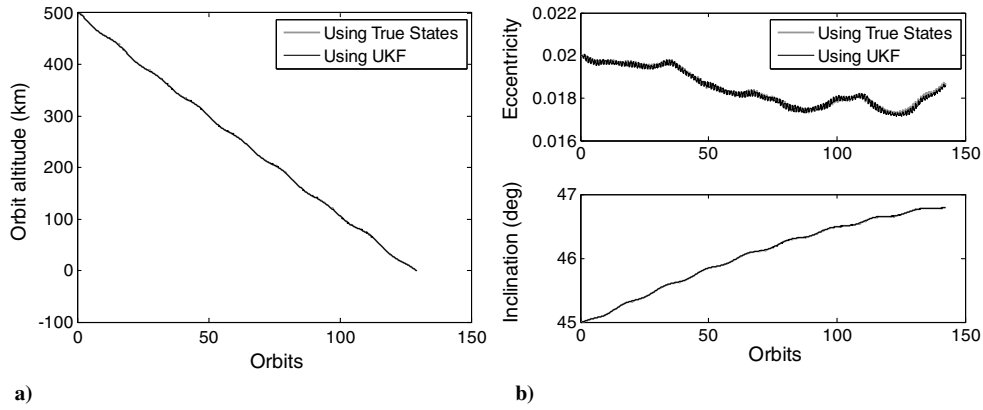 500
400
300
200
100
0
-100
0
50
100
150
Orbit altitude (km)
Orbits
Using True States
Using UKF
a)
0.022
0.02
0.018
0.016
0
50
100
150
Eccentricity
Using True States
Using UKF
47
46
45
0
50
100
150
Inclination (deg)
Orbits
b)